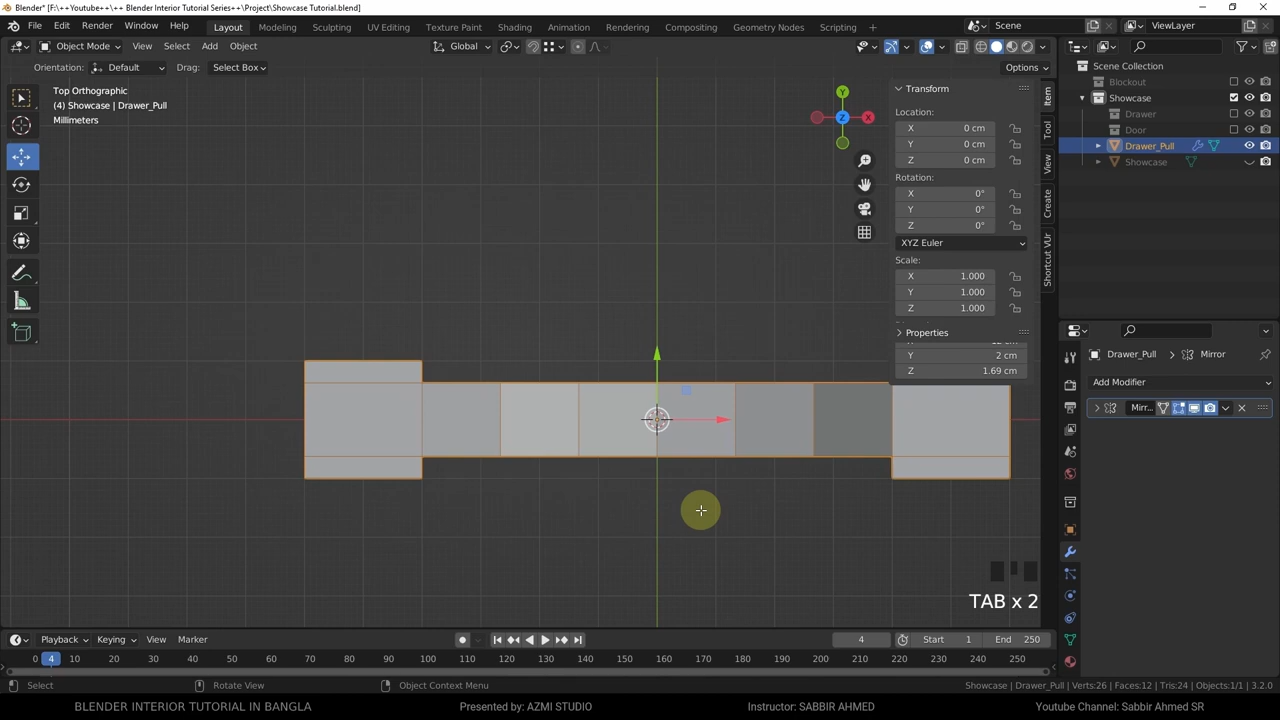 Blender* [F:\++Youtube++\++ Blender Interior Tutorial Series++\Project\Showcase Tutorial.blend]
File Edit Render Window Help Layout Modeling Sculpting UV Editing Texture Paint Shading Animation Rendering Compositing Geometry Nodes Scripting Scene ViewLayer
Object Mode View Select Add Object Global
Orientation: Default Drag: Select Box Options
Top Orthographic
(4) Showcase | Drawer_Pull
Millimeters
Y
Z
X
Transform
Location:
X 0 cm
Y 0 cm
Z 0 cm
Rotation:
X 0°
Y 0°
Z 0°
XYZ Euler
Scale:
X 1.000
Y 1.000
Z 1.000
Properties
Y 2 cm
Z 1.69 cm
Item
Tool
View
Create
Shortcut VUr
Scene Collection
Blockout
Showcase
Drawer
Door
Drawer_Pull
Showcase
Drawer_Pull Mirror
Add Modifier
Mirr...
TAB x 2
Playback Keying View Marker 4 Start 1 End 250
0 4 10 20 30 40 50 60 70 80 90 100 110 120 130 140 150 160 170 180 190 200 210 220 230 240 250
Select Rotate View Object Context Menu Showcase | Drawer_Pull | Verts:26 | Faces:12 | Tris:24 | Objects:1/1 | 3.2.0
BLENDER INTERIOR TUTORIAL IN BANGLA Presented by: AZMI STUDIO Instructor: SABBIR AHMED Youtube Channel: Sabbir Ahmed SR